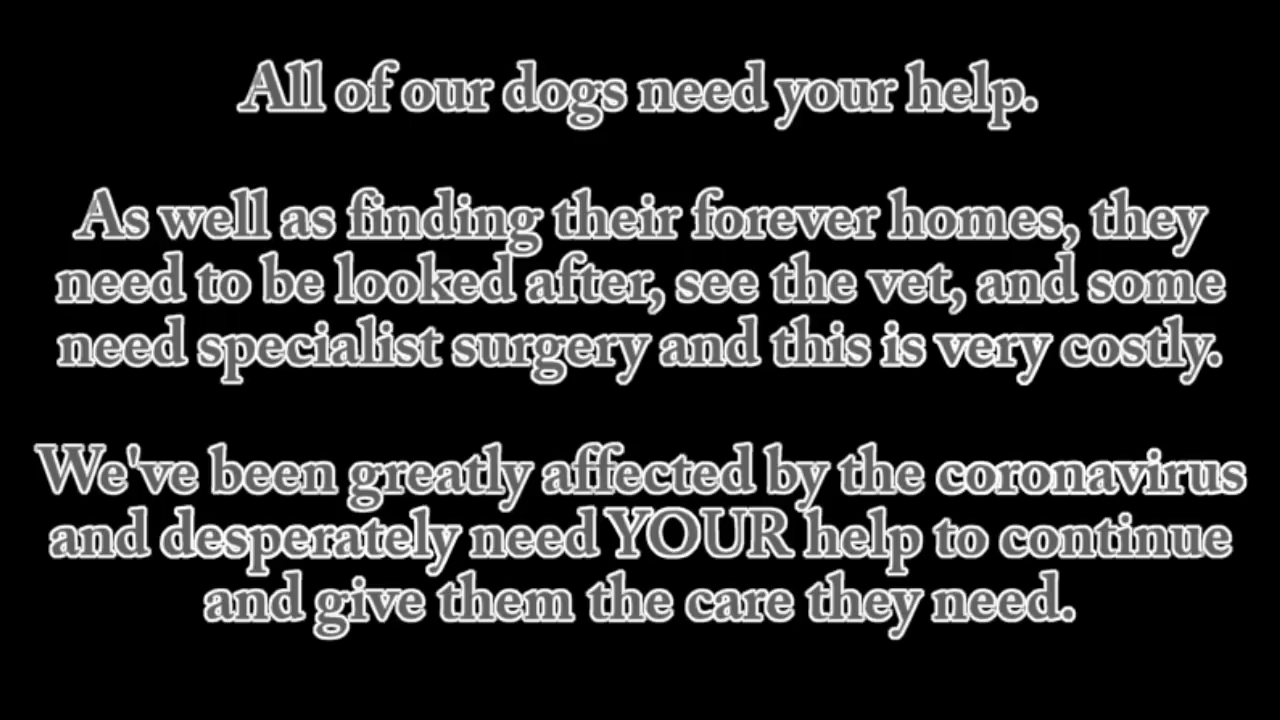 All of our dogs need your help.
As well as finding their forever homes, they
need to be looked after, see the vet, and some
need specialist surgery and this is very costly.
We've been greatly affected by the coronavirus
and desperately need YOUR help to continue
and give them the care they need.